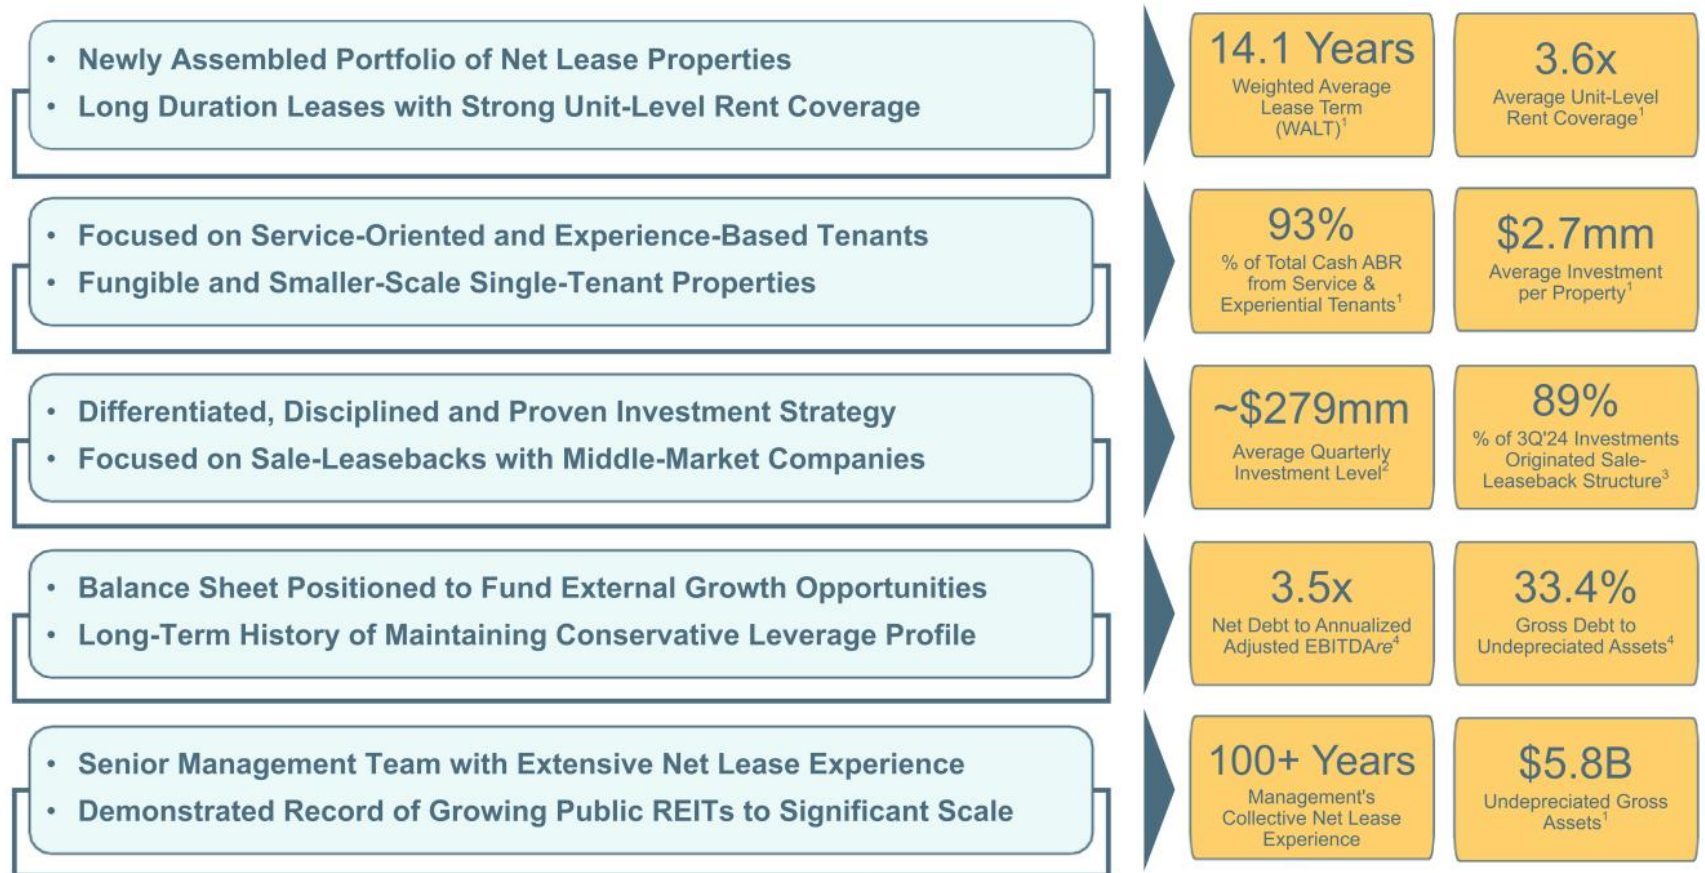 • Newly Assembled Portfolio of Net Lease Properties
• Long Duration Leases with Strong Unit-Level Rent Coverage
14.1 Years
Weighted Average
Lease Term
(WALT)¹
3.6x
Average Unit-Level
Rent Coverage¹
• Focused on Service-Oriented and Experience-Based Tenants
• Fungible and Smaller-Scale Single-Tenant Properties
93%
% of Total Cash ABR
from Service &
Experiential Tenants¹
$2.7mm
Average Investment
per Property¹
• Differentiated, Disciplined and Proven Investment Strategy
• Focused on Sale-Leasebacks with Middle-Market Companies
~$279mm
Average Quarterly
Investment Level²
89%
% of 3Q'24 Investments
Originated Sale-
Leaseback Structure³
• Balance Sheet Positioned to Fund External Growth Opportunities
• Long-Term History of Maintaining Conservative Leverage Profile
3.5x
Net Debt to Annualized
Adjusted EBITDAre⁴
33.4%
Gross Debt to
Undepreciated Assets⁴
• Senior Management Team with Extensive Net Lease Experience
• Demonstrated Record of Growing Public REITs to Significant Scale
100+ Years
Management's
Collective Net Lease
Experience
$5.8B
Undepreciated Gross
Assets¹